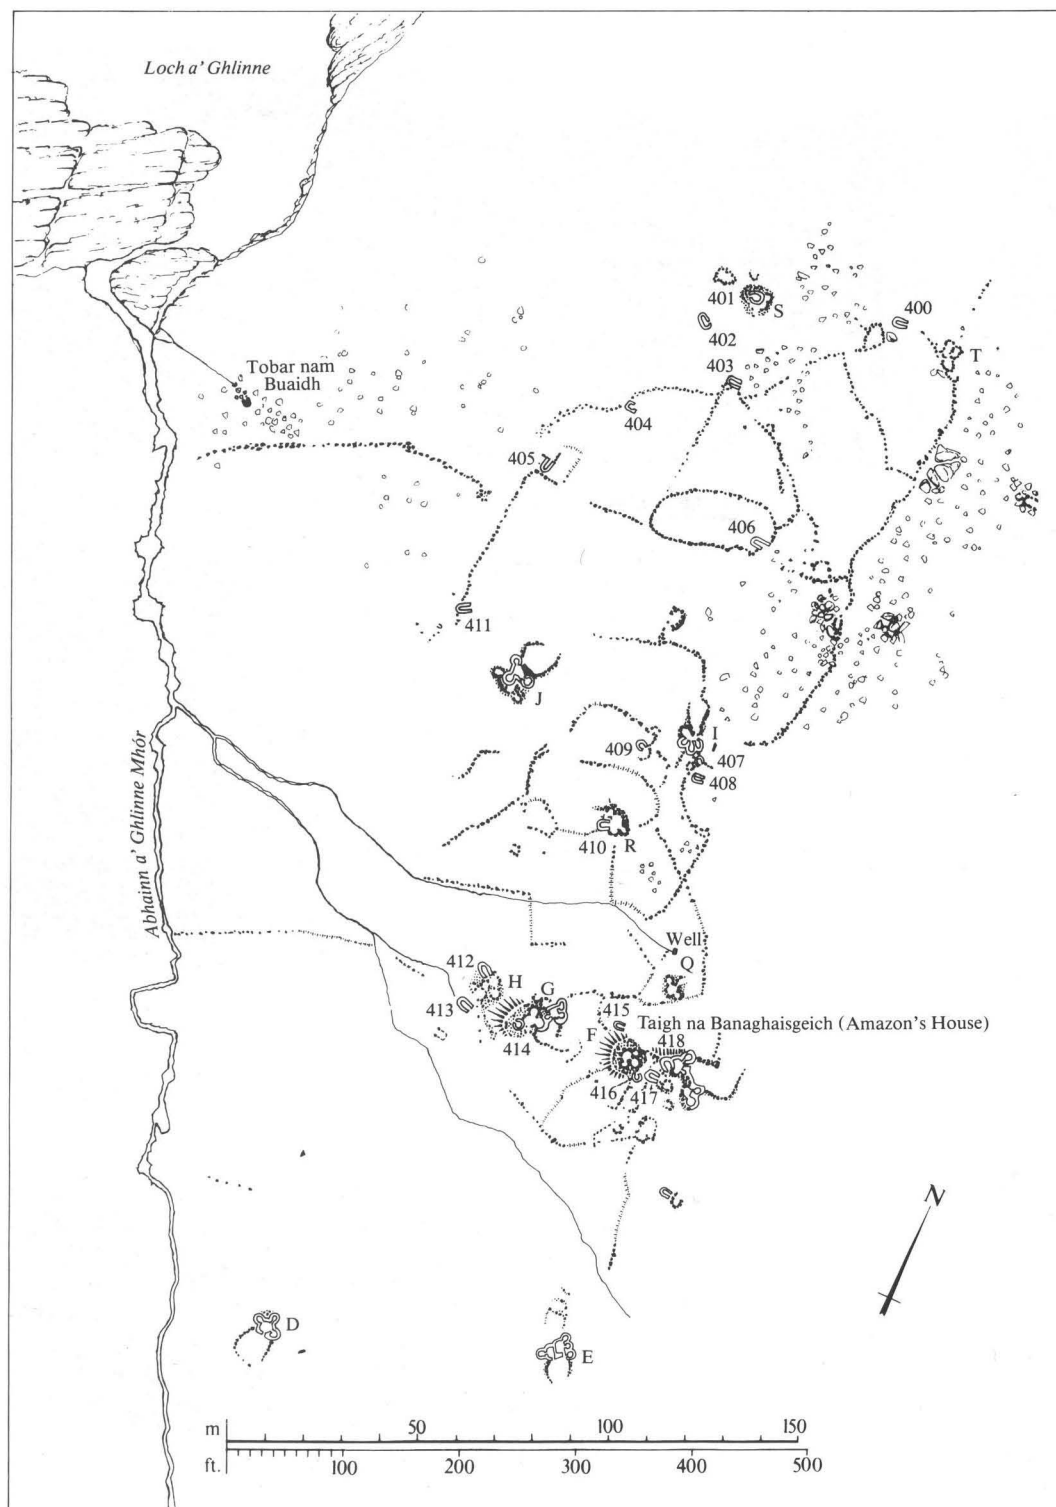 Loch a' Ghlinne
Tobar nam
Buaidh
401
S
402
400
T
403
404
405
406
411
J
409
I
407
408
410
R
Abhainn a' Ghlinne Mhór
Well
Q
412
H
G
413
414
415
F
Taigh na Banaghaisgeich (Amazon's House)
418
416
417
N
D
E
m
50
100
150
ft.
100
200
300
400
500